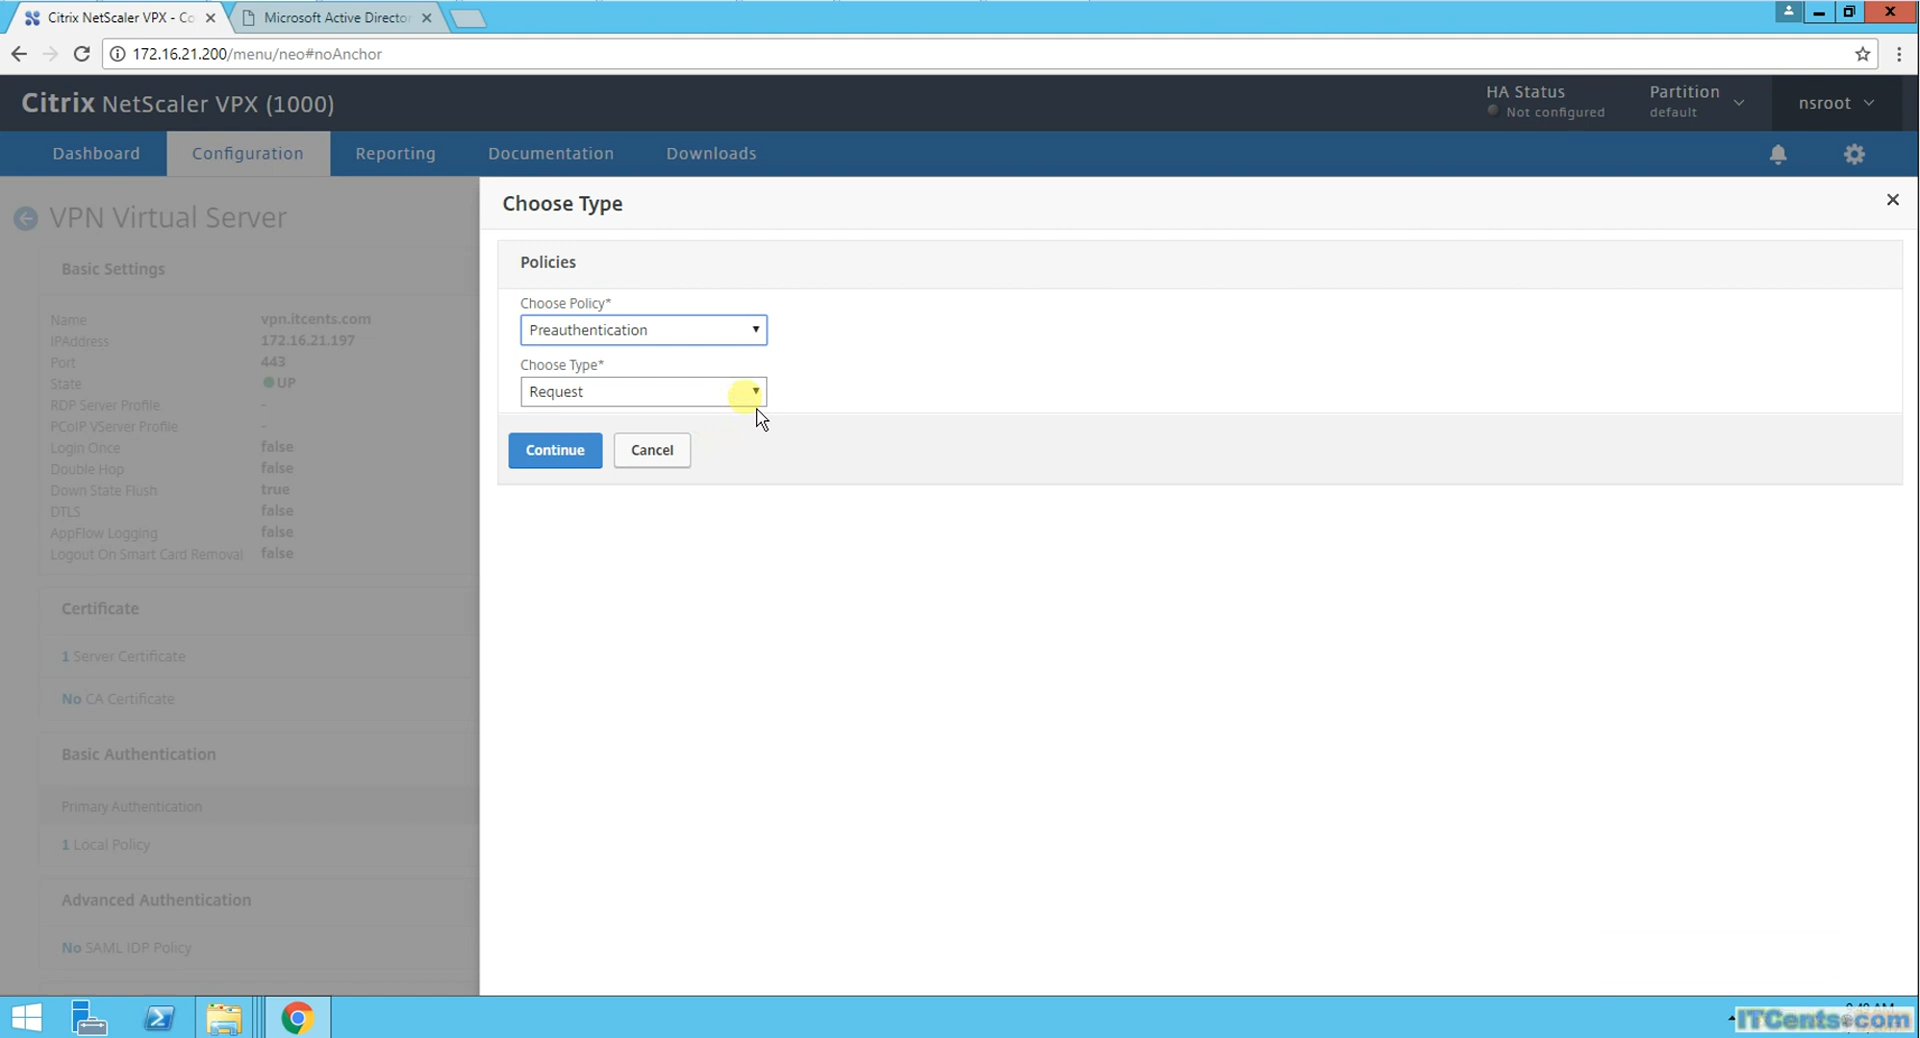 Citrix NetScaler VPX - Co
Microsoft Active Director
172.16.21.200/menu/neo#noAnchor
Citrix NetScaler VPX (1000)
HA Status
Not configured
Partition
default
nsroot
Dashboard
Configuration
Reporting
Documentation
Downloads
VPN Virtual Server
Basic Settings
Name vpn.itcents.com
IPAddress 172.16.21.197
Port 443
State UP
RDP Server Profile -
PCoIP VServer Profile -
Login Once false
Double Hop false
Down State Flush true
DTLS false
AppFlow Logging false
Logout On Smart Card Removal false
Certificate
1 Server Certificate
No CA Certificate
Basic Authentication
Primary Authentication
1 Local Policy
Advanced Authentication
No SAML IDP Policy
Choose Type
Policies
Choose Policy*
Preauthentication
Choose Type*
Request
Continue
Cancel
ITCents.com